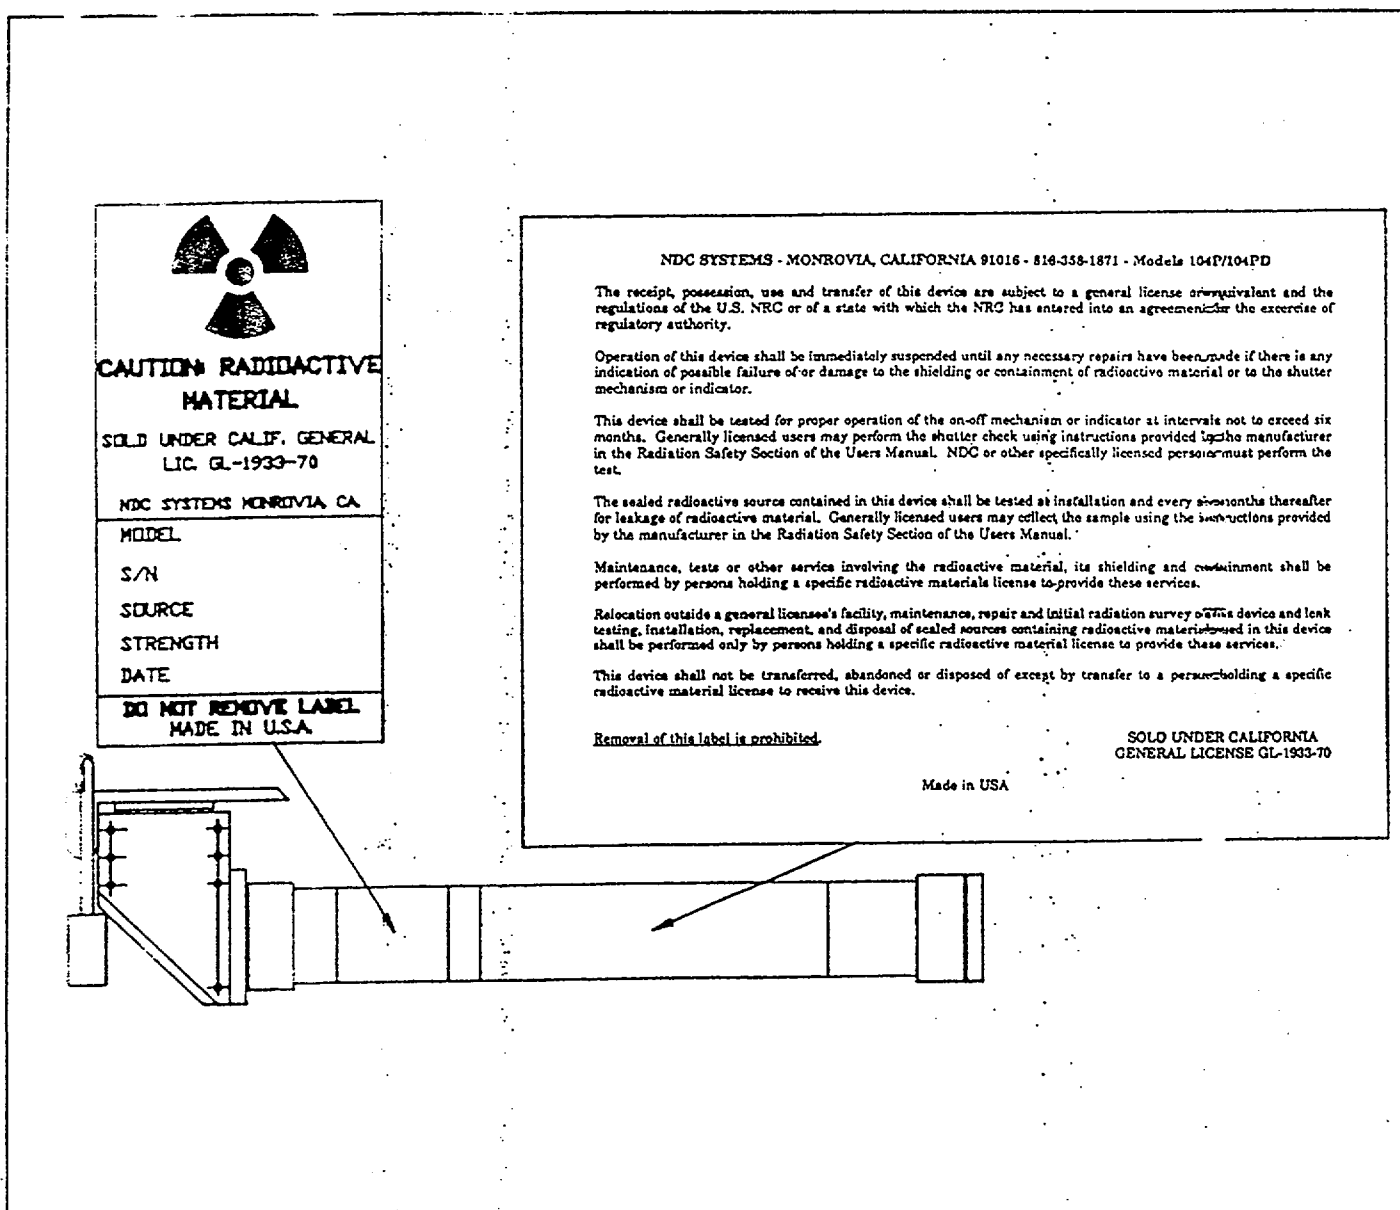 CAUTION: RADIOACTIVE
MATERIAL
SOLD UNDER CALIF. GENERAL
LIC. GL-1933-70
NDC SYSTEMS MONROVIA, CA.
MODEL
S/N
SOURCE
STRENGTH
DATE
DO NOT REMOVE LABEL
MADE IN U.S.A.
NDC SYSTEMS - MONROVIA, CALIFORNIA 91016 - 818-358-1871 - Models 104P/104PD
The receipt, possession, use and transfer of this device are subject to a general license or equivalent and the
regulations of the U.S. NRC or of a state with which the NRC has entered into an agreement for the excercise of
regulatory authority.
Operation of this device shall be immediately suspended until any necessary repairs have been made if there is any
indication of possible failure of or damage to the shielding or containment of radioactive material or to the shutter
mechanism or indicator.
This device shall be tested for proper operation of the on-off mechanism or indicator at intervals not to exceed six
months. Generally licensed users may perform the shutter check using instructions provided by the manufacturer
in the Radiation Safety Section of the Users Manual. NDC or other specifically licensed persons must perform the
test.
The sealed radioactive source contained in this device shall be tested at installation and every six months thereafter
for leakage of radioactive material. Generally licensed users may collect the sample using the instructions provided
by the manufacturer in the Radiation Safety Section of the Users Manual.
Maintenance, tests or other service involving the radioactive material, its shielding and containment shall be
performed by persons holding a specific radioactive materials license to provide these services.
Relocation outside a general licensee's facility, maintenance, repair and initial radiation survey of this device and leak
testing, installation, replacement, and disposal of sealed sources containing radioactive material used in this device
shall be performed only by persons holding a specific radioactive material license to provide these services.
This device shall not be transferred, abandoned or disposed of except by transfer to a person holding a specific
radioactive material license to receive this device.
Removal of this label is prohibited.
SOLD UNDER CALIFORNIA
GENERAL LICENSE GL-1933-70
Made in USA